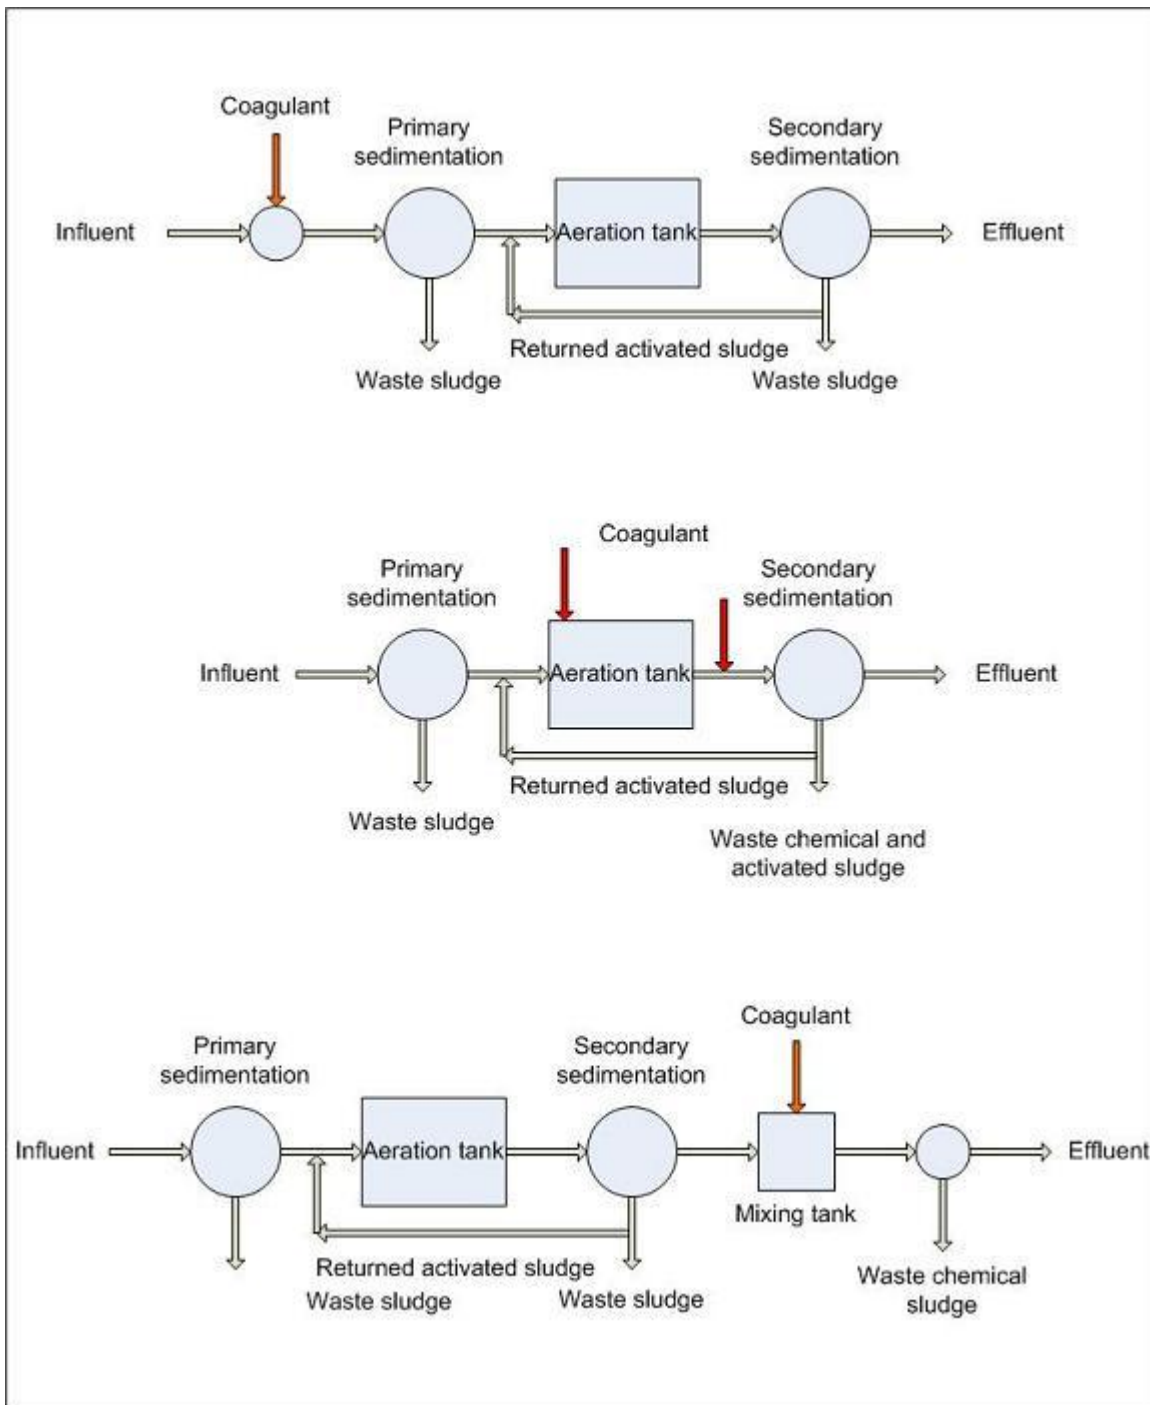 Coagulant
Primary
sedimentation
Secondary
sedimentation
Influent
Aeration tank
Effluent
Returned activated sludge
Waste sludge
Waste sludge
Coagulant
Primary
sedimentation
Secondary
sedimentation
Influent
Aeration tank
Effluent
Returned activated sludge
Waste sludge
Waste chemical and
activated sludge
Coagulant
Primary
sedimentation
Secondary
sedimentation
Influent
Aeration tank
Effluent
Mixing tank
Returned activated sludge
Waste sludge
Waste sludge
Waste chemical
sludge